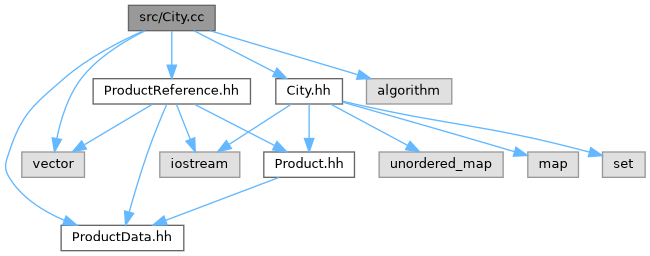 src/City.cc
ProductReference.hh
City.hh
algorithm
vector
iostream
Product.hh
unordered_map
map
set
ProductData.hh